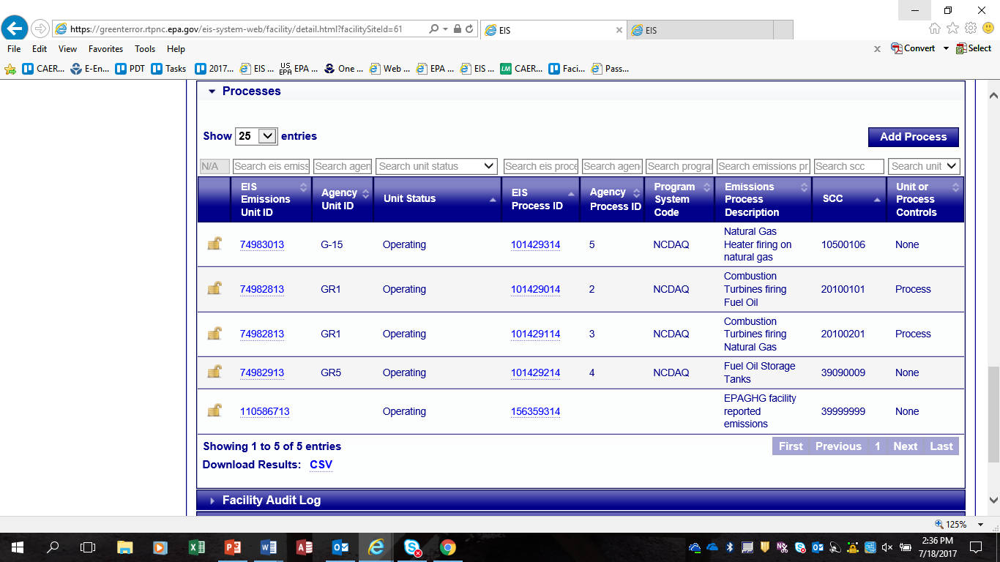 https://greenterror.rtpnc.epa.gov/eis-system-web/facility/detail.html?facilitySiteId=61
EIS
EIS
File Edit View Favorites Tools Help
Convert Select
CAER... E-En... PDT Tasks 2017... EIS ... US EPA EPA ... One ... Web ... EPA ... EIS ... LM CAER... Faci... Pass...
Processes
Show 25 entries
Add Process
N/A Search eis emiss Search agen Search unit status Search eis proce Search agen Search progra Search emissions pr Search scc Search unit
EIS Emissions Unit ID Agency Unit ID Unit Status EIS Process ID Agency Process ID Program System Code Emissions Process Description SCC Unit or Process Controls
74983013 G-15 Operating 101429314 5 NCDAQ Natural Gas Heater firing on natural gas 10500106 None
74982813 GR1 Operating 101429014 2 NCDAQ Combustion Turbines firing Fuel Oil 20100101 Process
74982813 GR1 Operating 101429114 3 NCDAQ Combustion Turbines firing Natural Gas 20100201 Process
74982913 GR5 Operating 101429214 4 NCDAQ Fuel Oil Storage Tanks 39090009 None
110586713 Operating 156359314 EPAGHG facility reported emissions 39999999 None
Showing 1 to 5 of 5 entries
First Previous 1 Next Last
Download Results: CSV
Facility Audit Log
125%
2:36 PM
7/18/2017